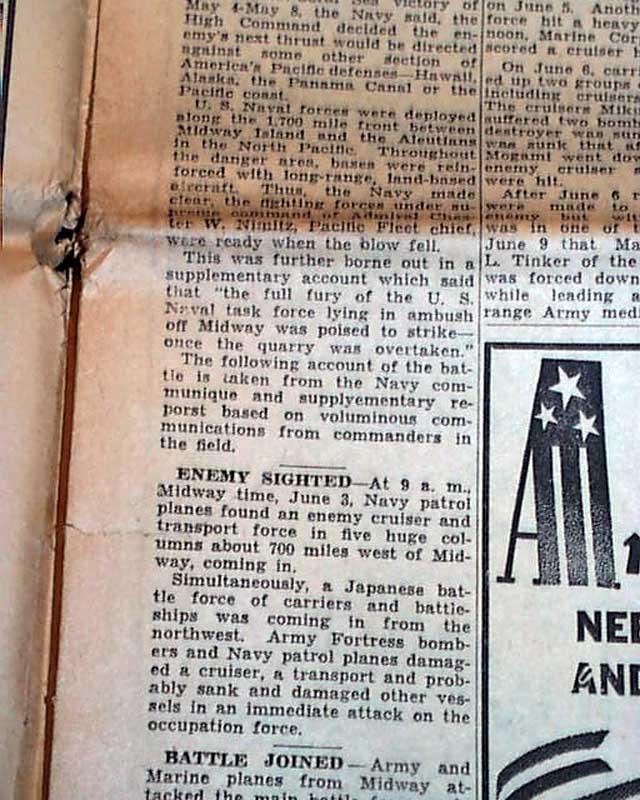 May 4-May 8, the Navy said, the
High Command decided the en-
emy's next thrust would be directed
against some other section of
America's Pacific defenses—Hawaii,
Alaska, the Panama Canal or the
Pacific coast.
U. S. Naval forces were deployed
along the 1,700 mile front between
Midway Island and the Aleutians
in the North Pacific. Throughout
the danger area, bases were rein-
forced with long-range, land-based
aircraft. Thus, the Navy made
clear, the fighting forces under su-
preme command of Admiral Ches-
ter W. Nimitz, Pacific Fleet chief,
were ready when the blow fell.
This was further borne out in a
supplementary account which said
that "the full fury of the U. S.
Naval task force lying in ambush
off Midway was poised to strike—
once the quarry was overtaken."
The following account of the bat-
tle is taken from the Navy com-
munique and supplyementary re-
porst based on voluminous com-
munications from commanders in
the field.
ENEMY SIGHTED—At 9 a. m.,
Midway time, June 3, Navy patrol
planes found an enemy cruiser and
transport force in five huge col-
umns about 700 miles west of Mid-
way, coming in.
Simultaneously, a Japanese bat-
tle force of carriers and battle-
ships was coming in from the
northwest. Army Fortress bomb-
ers and Navy patrol planes damag-
ed a cruiser, a transport and prob-
ably sank and damaged other ves-
sels in an immediate attack on the
occupation force.
BATTLE JOINED—Army and
Marine planes from Midway at-
tacked the main battle
on June 5.
force hit a heavy
noon, Marine Cor
scored a cruiser
On June 6, carr
ed up two groups
including cruisers
The cruisers
suffered two bomb
destroyer was
was sunk that
Mogami went dow
enemy cruiser
were hit.
After June 6
were made to
enemy but
was in one of
June 9 that Ma
L. Tinker of the
was forced down
while leading a
range Army medi
NEE
AND